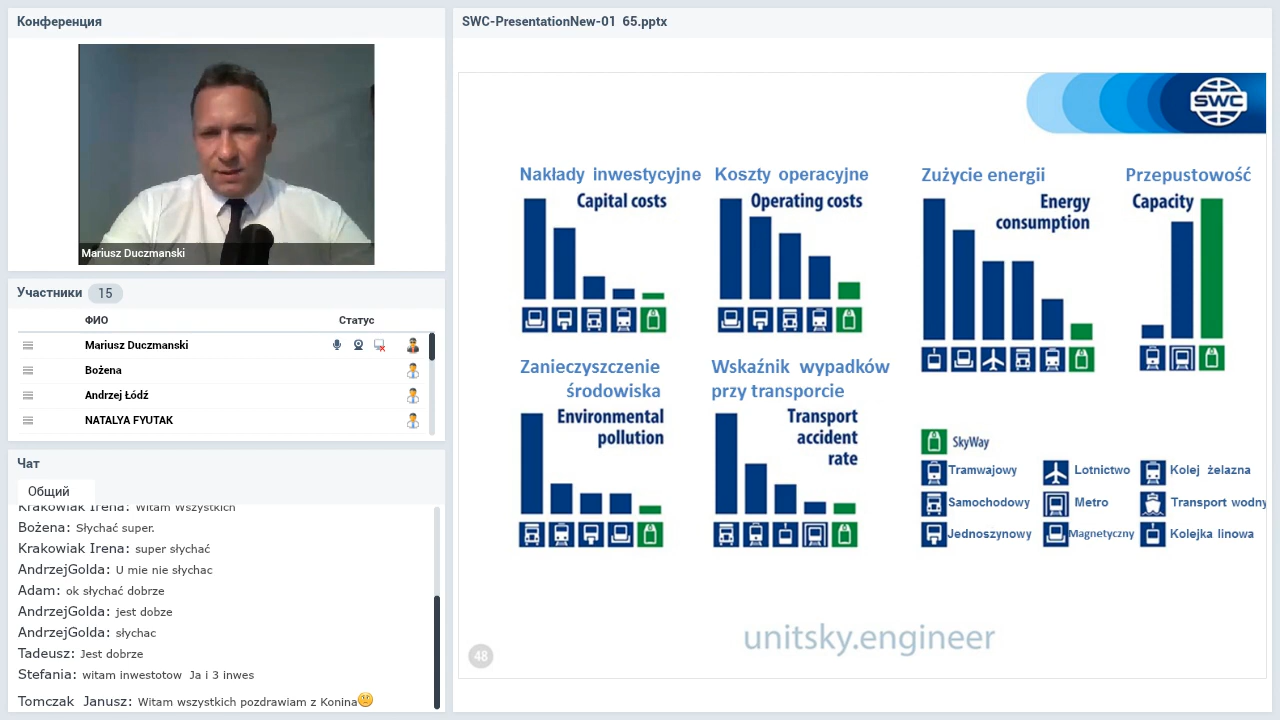 Конференция
Mariusz Duczmanski
Участники 15
ФИО Статус
Mariusz Duczmanski
Bożena
Andrzej Łódź
NATALYA FYUTAK
Чат
Общий
Krakowiak Irena: Witam Wszystkich
Bożena: Słychać super.
Krakowiak Irena: super słychać
AndrzejGolda: U mie nie słychac
Adam: ok słychać dobrze
AndrzejGolda: jest dobze
AndrzejGolda: słychac
Tadeusz: Jest dobrze
Stefania: witam inwestotow Ja i 3 inwes
Tomczak Janusz: Witam wszystkich pozdrawiam z Konina
SWC-PresentationNew-01 65.pptx
SWC
Nakłady inwestycyjne
Capital costs
Koszty operacyjne
Operating costs
Zużycie energii
Energy
consumption
Przepustowość
Capacity
Zanieczyszczenie
środowiska
Environmental
pollution
Wskaźnik wypadków
przy transporcie
Transport
accident
rate
SkyWay
Tramwajowy
Lotnictwo
Kolej żelazna
Samochodowy
Metro
Transport wodny
Jednoszynowy
Magnetyczny
Kolejka linowa
unitsky.engineer
48